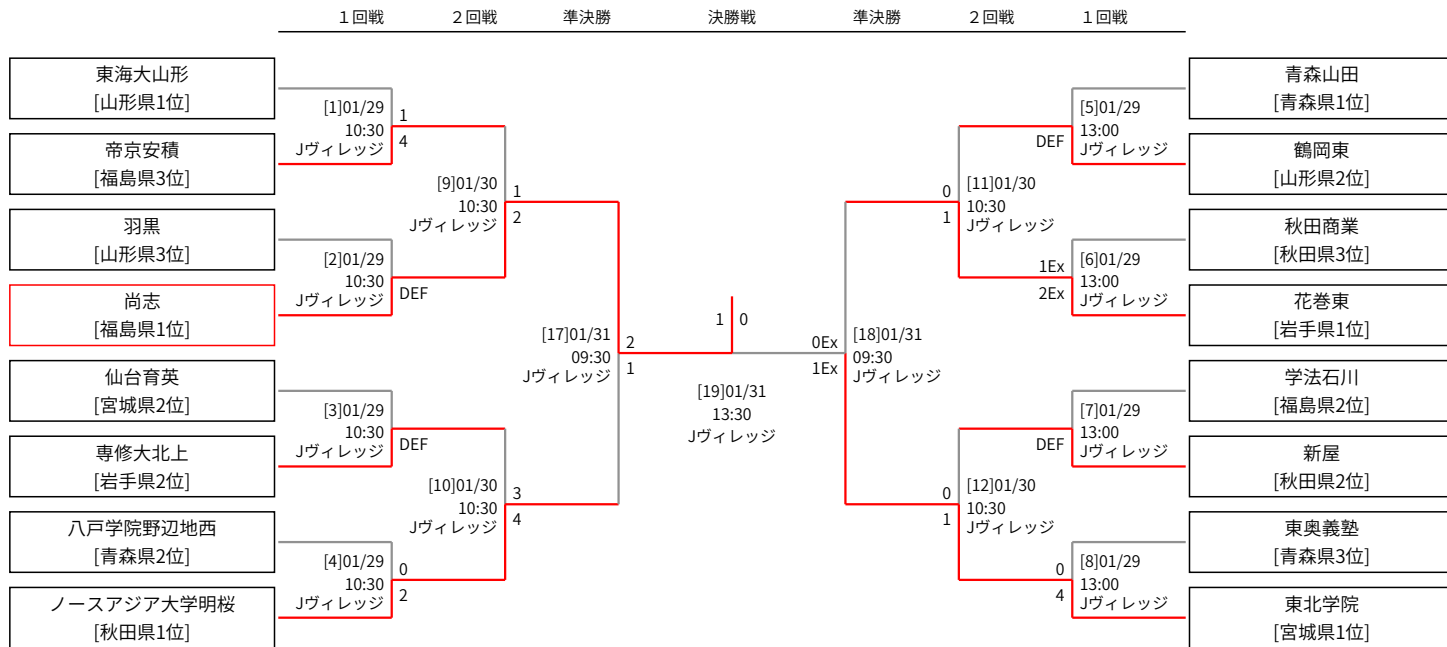 １回戦
２回戦
準決勝
決勝戦
準決勝
２回戦
１回戦
東海大山形
[山形県1位]
帝京安積
[福島県3位]
羽黒
[山形県3位]
尚志
[福島県1位]
仙台育英
[宮城県2位]
専修大北上
[岩手県2位]
八戸学院野辺地西
[青森県2位]
ノースアジア大学明桜
[秋田県1位]
[1]01/29
10:30
Jヴィレッジ
1
4
[2]01/29
10:30
Jヴィレッジ
DEF
[3]01/29
10:30
Jヴィレッジ
DEF
[4]01/29
10:30
Jヴィレッジ
0
2
[9]01/30
10:30
Jヴィレッジ
1
2
[10]01/30
10:30
Jヴィレッジ
3
4
[17]01/31
09:30
Jヴィレッジ
2
1
1
0
[19]01/31
13:30
Jヴィレッジ
0Ex
1Ex
[18]01/31
09:30
Jヴィレッジ
0
1
[11]01/30
10:30
Jヴィレッジ
0
1
[12]01/30
10:30
Jヴィレッジ
DEF
[5]01/29
13:00
Jヴィレッジ
1Ex
2Ex
[6]01/29
13:00
Jヴィレッジ
DEF
[7]01/29
13:00
Jヴィレッジ
0
4
[8]01/29
13:00
Jヴィレッジ
青森山田
[青森県1位]
鶴岡東
[山形県2位]
秋田商業
[秋田県3位]
花巻東
[岩手県1位]
学法石川
[福島県2位]
新屋
[秋田県2位]
東奥義塾
[青森県3位]
東北学院
[宮城県1位]